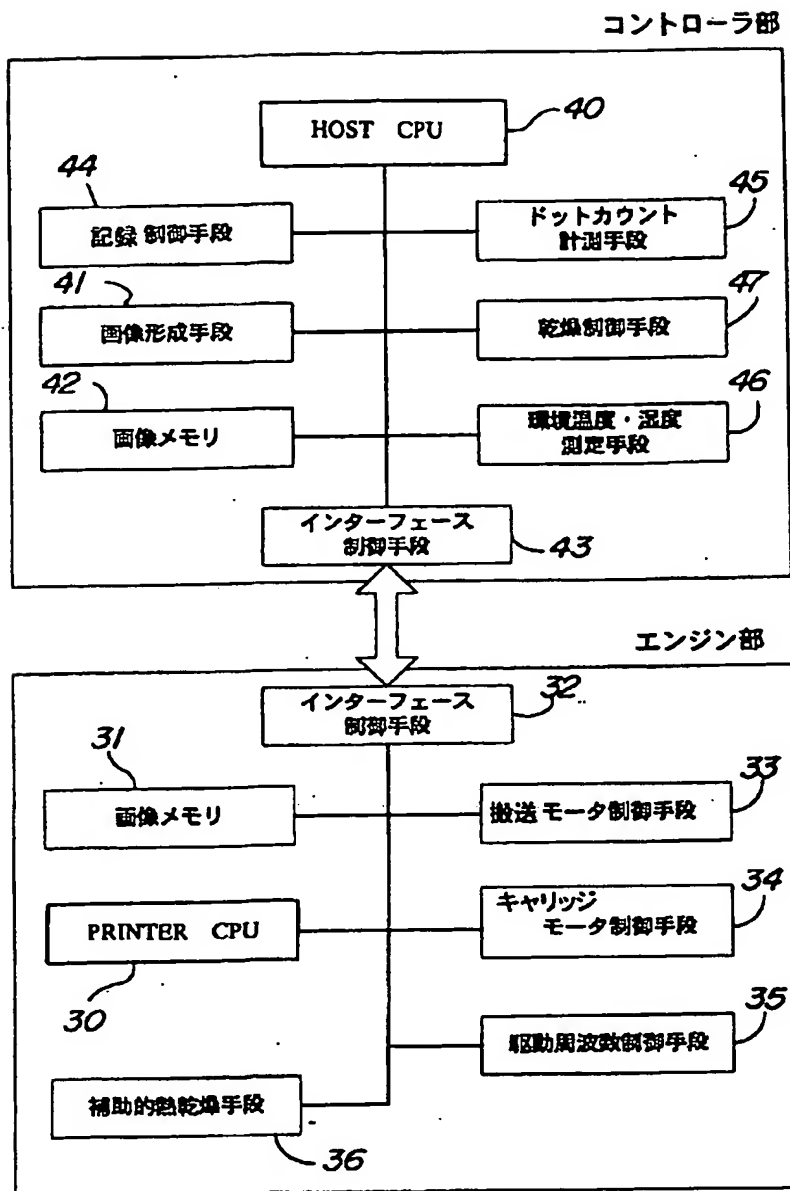 コントローラ部
HOST CPU
40
44
記録制御手段
45
ドットカウント
計測手段
41
画像形成手段
47
乾燥制御手段
42
画像メモリ
46
環境温度・湿度
測定手段
インターフェース
制御手段
43
エンジン部
インターフェース
制御手段
32
31
画像メモリ
33
搬送モータ制御手段
PRINTER CPU
30
キャリッジ
モータ制御手段
34
35
駆動周波数制御手段
補助的熱乾燥手段
36